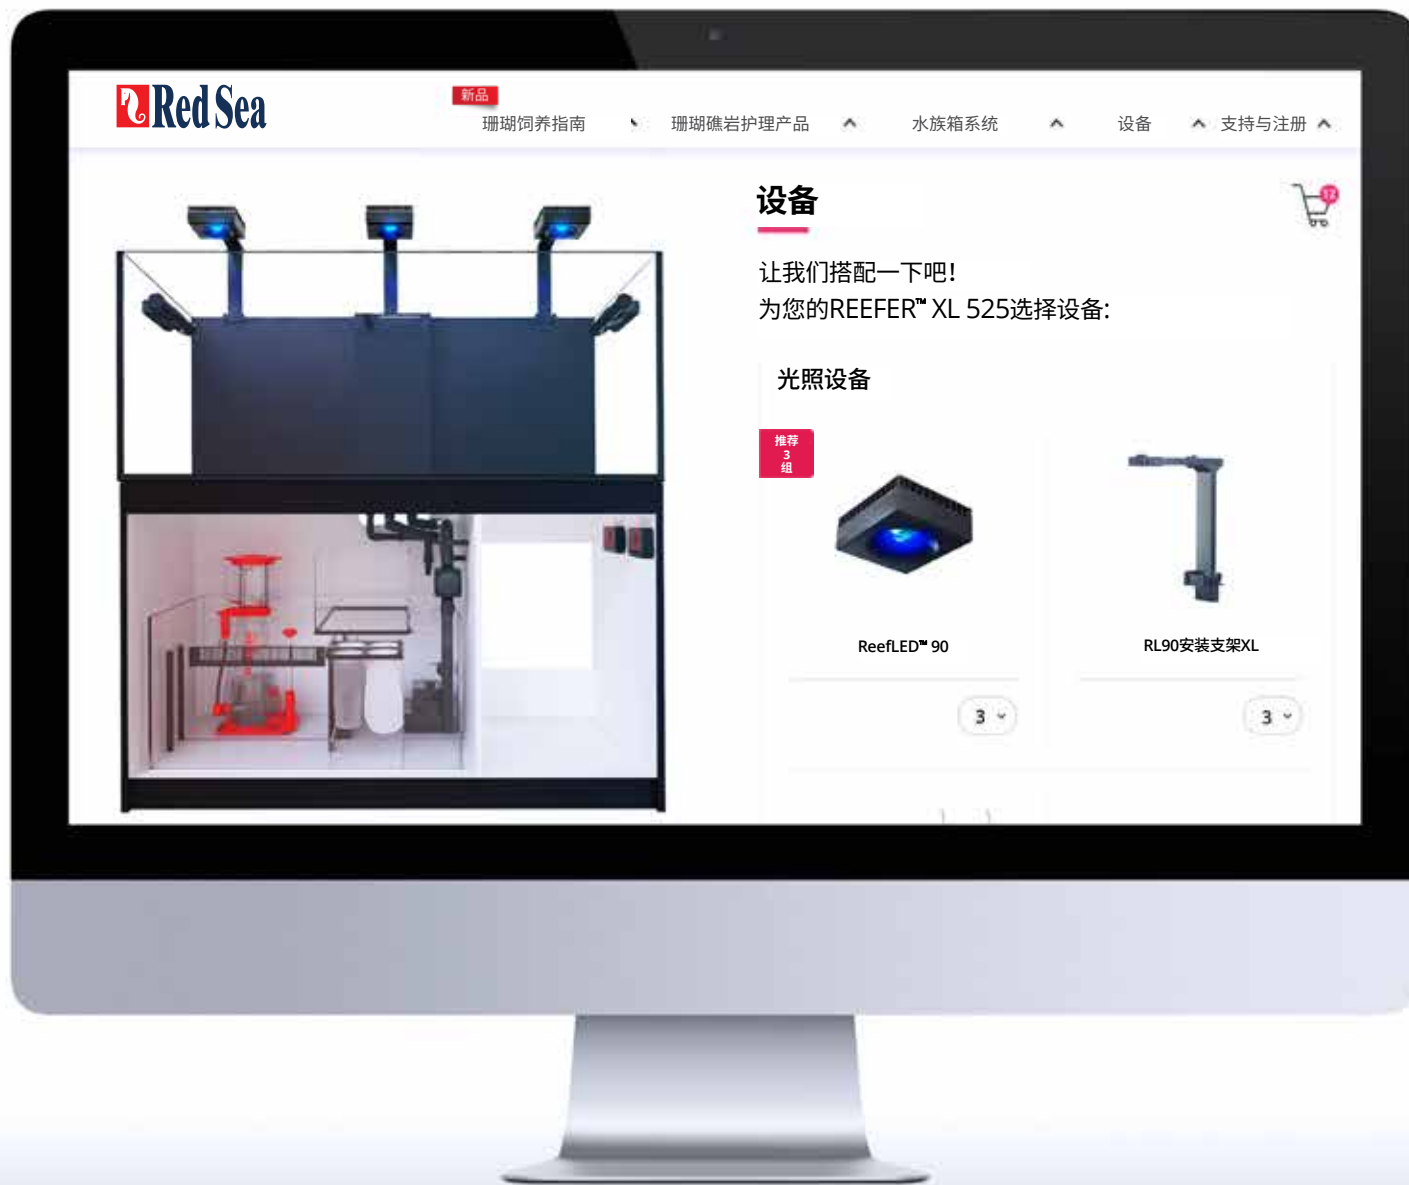 Red Sea
新品
珊瑚饲养指南
珊瑚礁岩护理产品
水族箱系统
设备
支持与注册
设备
12
让我们搭配一下吧!
为您的REEFER™ XL 525选择设备:
光照设备
推荐
3
组
ReefLED™ 90
RL90安装支架XL
3
3